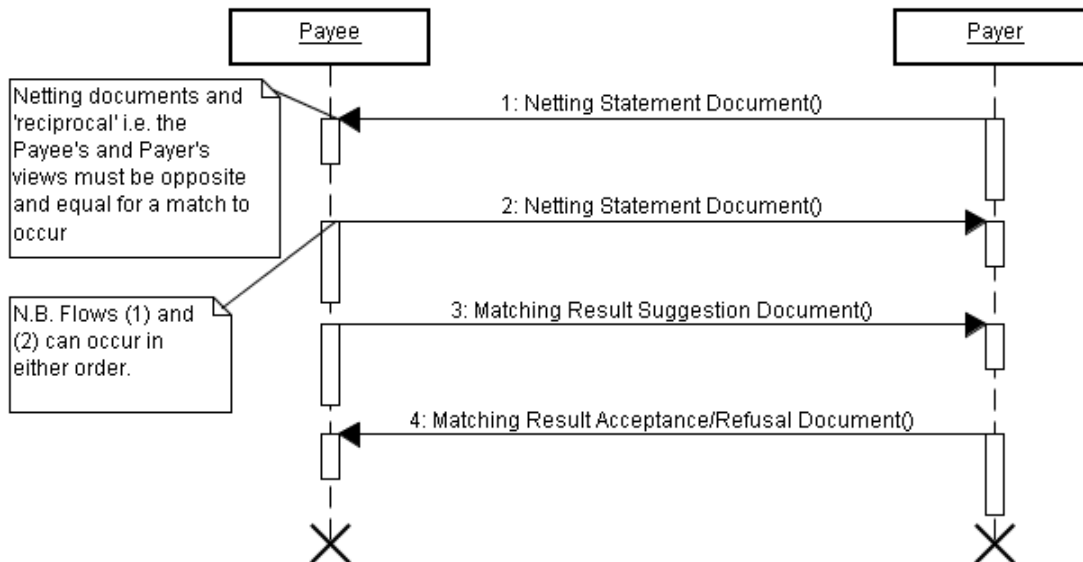 Payee
Payer
Netting documents and
'reciprocal' i.e. the
Payee's and Payer's
views must be opposite
and equal for a match to
occur
1: Netting Statement Document()
2: Netting Statement Document()
N.B. Flows (1) and
(2) can occur in
either order.
3: Matching Result Suggestion Document()
4: Matching Result Acceptance/Refusal Document()